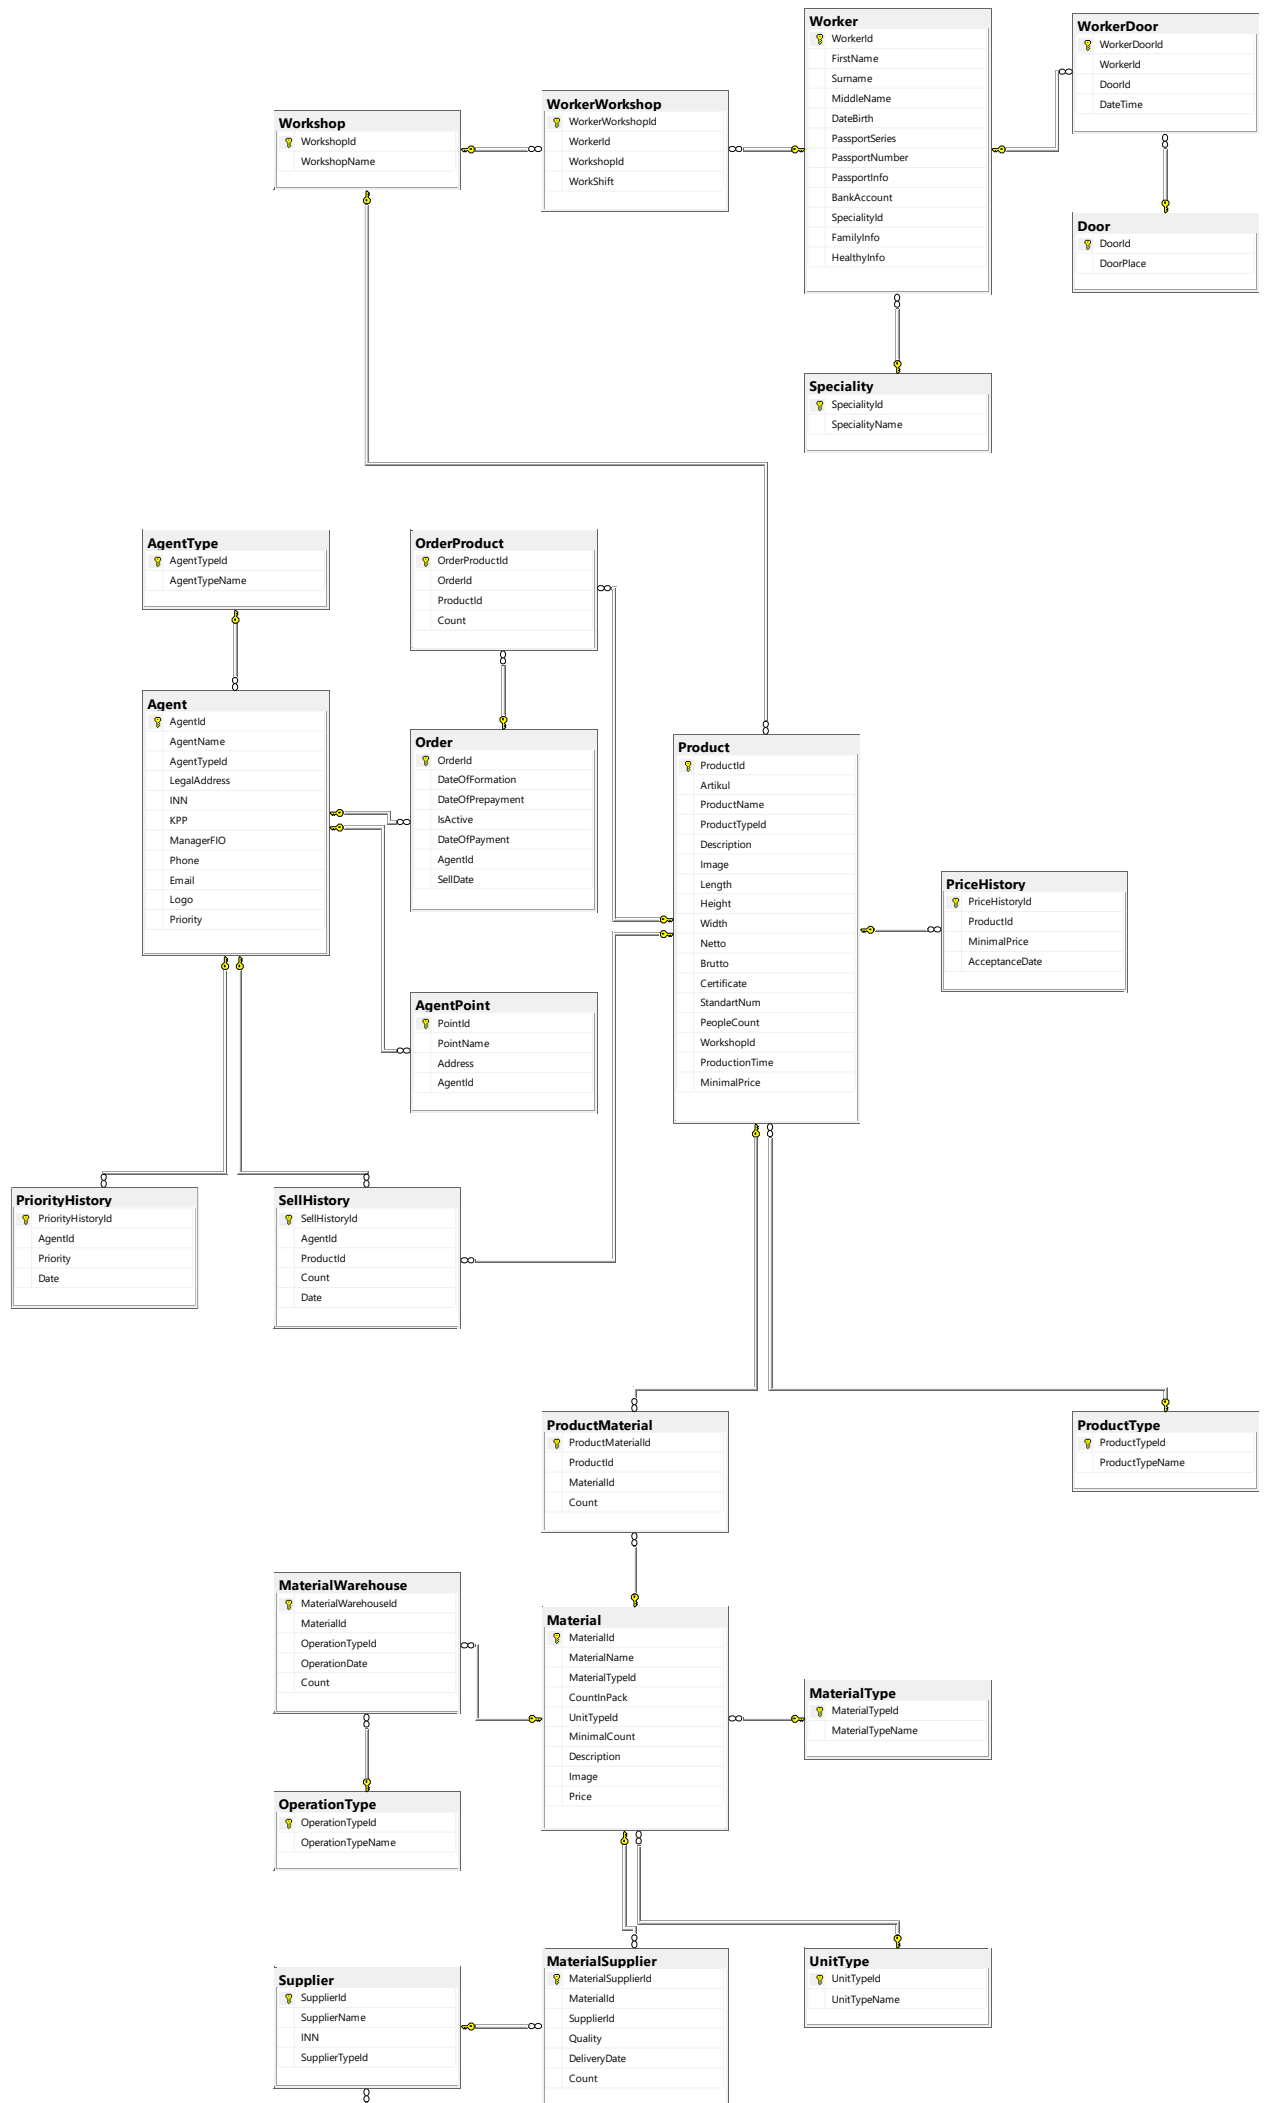 Worker
WorkerId
FirstName
Surname
MiddleName
DateBirth
PassportSeries
PassportNumber
PassportInfo
BankAccount
SpecialityId
FamilyInfo
HealthyInfo
WorkerDoor
WorkerDoorId
WorkerId
DoorId
DateTime
WorkerWorkshop
WorkerWorkshopId
WorkerId
WorkshopId
WorkShift
Workshop
WorkshopId
WorkshopName
Door
DoorId
DoorPlace
Speciality
SpecialityId
SpecialityName
AgentType
AgentTypeId
AgentTypeName
OrderProduct
OrderProductId
OrderId
ProductId
Count
Agent
AgentId
AgentName
AgentTypeId
LegalAddress
INN
KPP
ManagerFIO
Phone
Email
Logo
Priority
Order
OrderId
DateOfFormation
DateOfPrepayment
IsActive
DateOfPayment
AgentId
SellDate
Product
ProductId
Artikul
ProductName
ProductTypeId
Description
Image
Length
Height
Width
Netto
Brutto
Certificate
StandartNum
PeopleCount
WorkshopId
ProductionTime
MinimalPrice
PriceHistory
PriceHistoryId
ProductId
MinimalPrice
AcceptanceDate
AgentPoint
PointId
PointName
Address
AgentId
PriorityHistory
PriorityHistoryId
AgentId
Priority
Date
SellHistory
SellHistoryId
AgentId
ProductId
Count
Date
ProductMaterial
ProductMaterialId
ProductId
MaterialId
Count
ProductType
ProductTypeId
ProductTypeName
MaterialWarehouse
MaterialWarehouseId
MaterialId
OperationTypeId
OperationDate
Count
Material
MaterialId
MaterialName
MaterialTypeId
CountInPack
UnitTypeId
MinimalCount
Description
Image
Price
MaterialType
MaterialTypeId
MaterialTypeName
OperationType
OperationTypeId
OperationTypeName
Supplier
SupplierId
SupplierName
INN
SupplierTypeId
MaterialSupplier
MaterialSupplierId
MaterialId
SupplierId
Quality
DeliveryDate
Count
UnitType
UnitTypeId
UnitTypeName